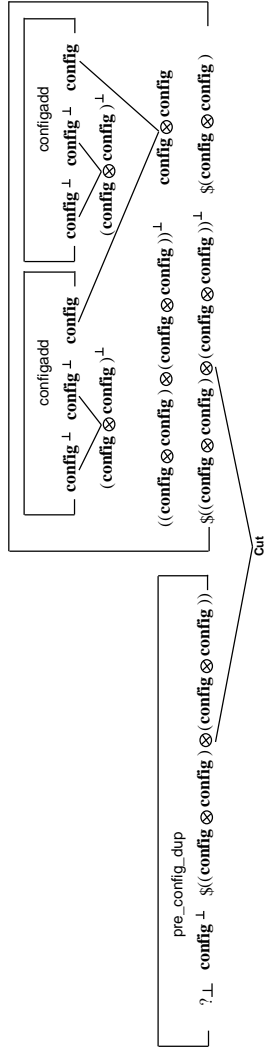 configadd configadd
config ⊥ config ⊥ config config ⊥ config ⊥ config
(config ⊗ config )⊥ (config ⊗ config )⊥
((config ⊗ config ) ⊗ (config ⊗ config ))⊥ config ⊗ config
pre_config_dup
?⊥ config ⊥ $((config ⊗ config ) ⊗ (config ⊗ config )) $((config ⊗ config ) ⊗ (config ⊗ config ))⊥ $(config ⊗ config )
Cut